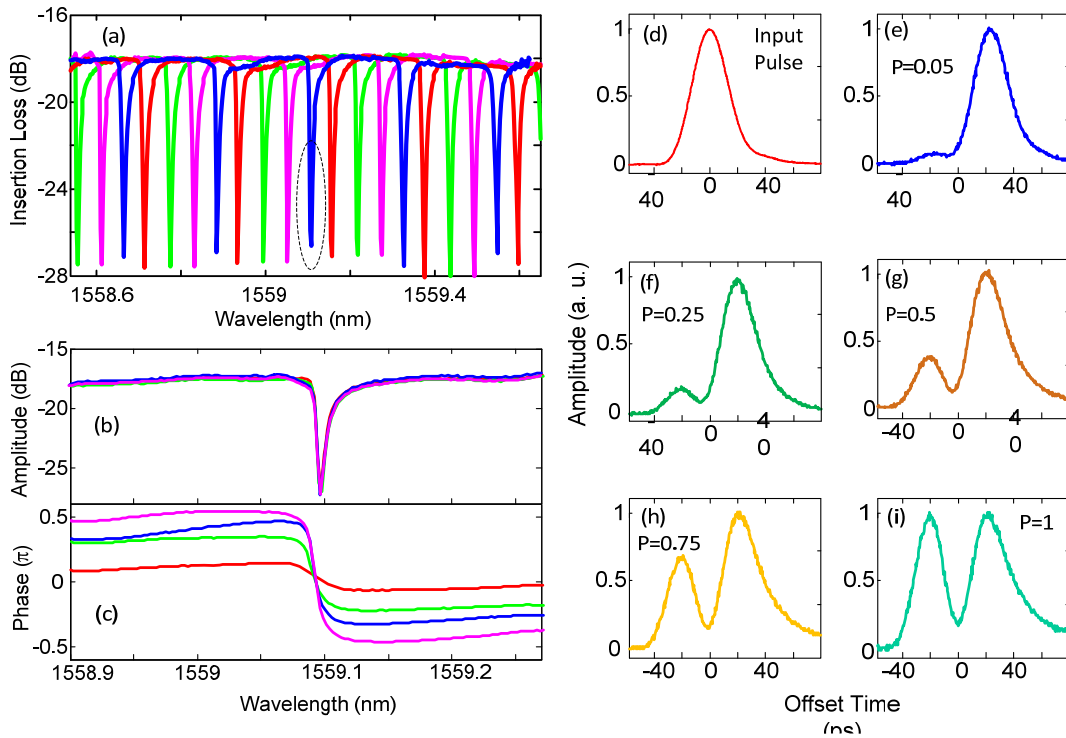 (a)
Insertion Loss (dB)
-16
-20
-24
-28
1558.6
1559
1559.4
Wavelength (nm)
(b)
Amplitude (dB)
-15
-20
-25
(c)
Phase (π)
0.5
0
-0.5
1558.9
1559
1559.1
1559.2
Wavelength (nm)
Amplitude (a. u.)
(d)
Input
Pulse
1
0.5
0
-
40
0
40
(e)
P=0.05
1
0.5
0
-
40
0
40
(f)
P=0.25
1
0.5
0
-
40
0
4
0
(g)
P=0.5
1
0.5
0
-40
0
4
0
(h)
P=0.75
1
0.5
0
-40
0
40
(i)
P=1
1
0.5
0
-40
0
40
Offset Time
(ps)